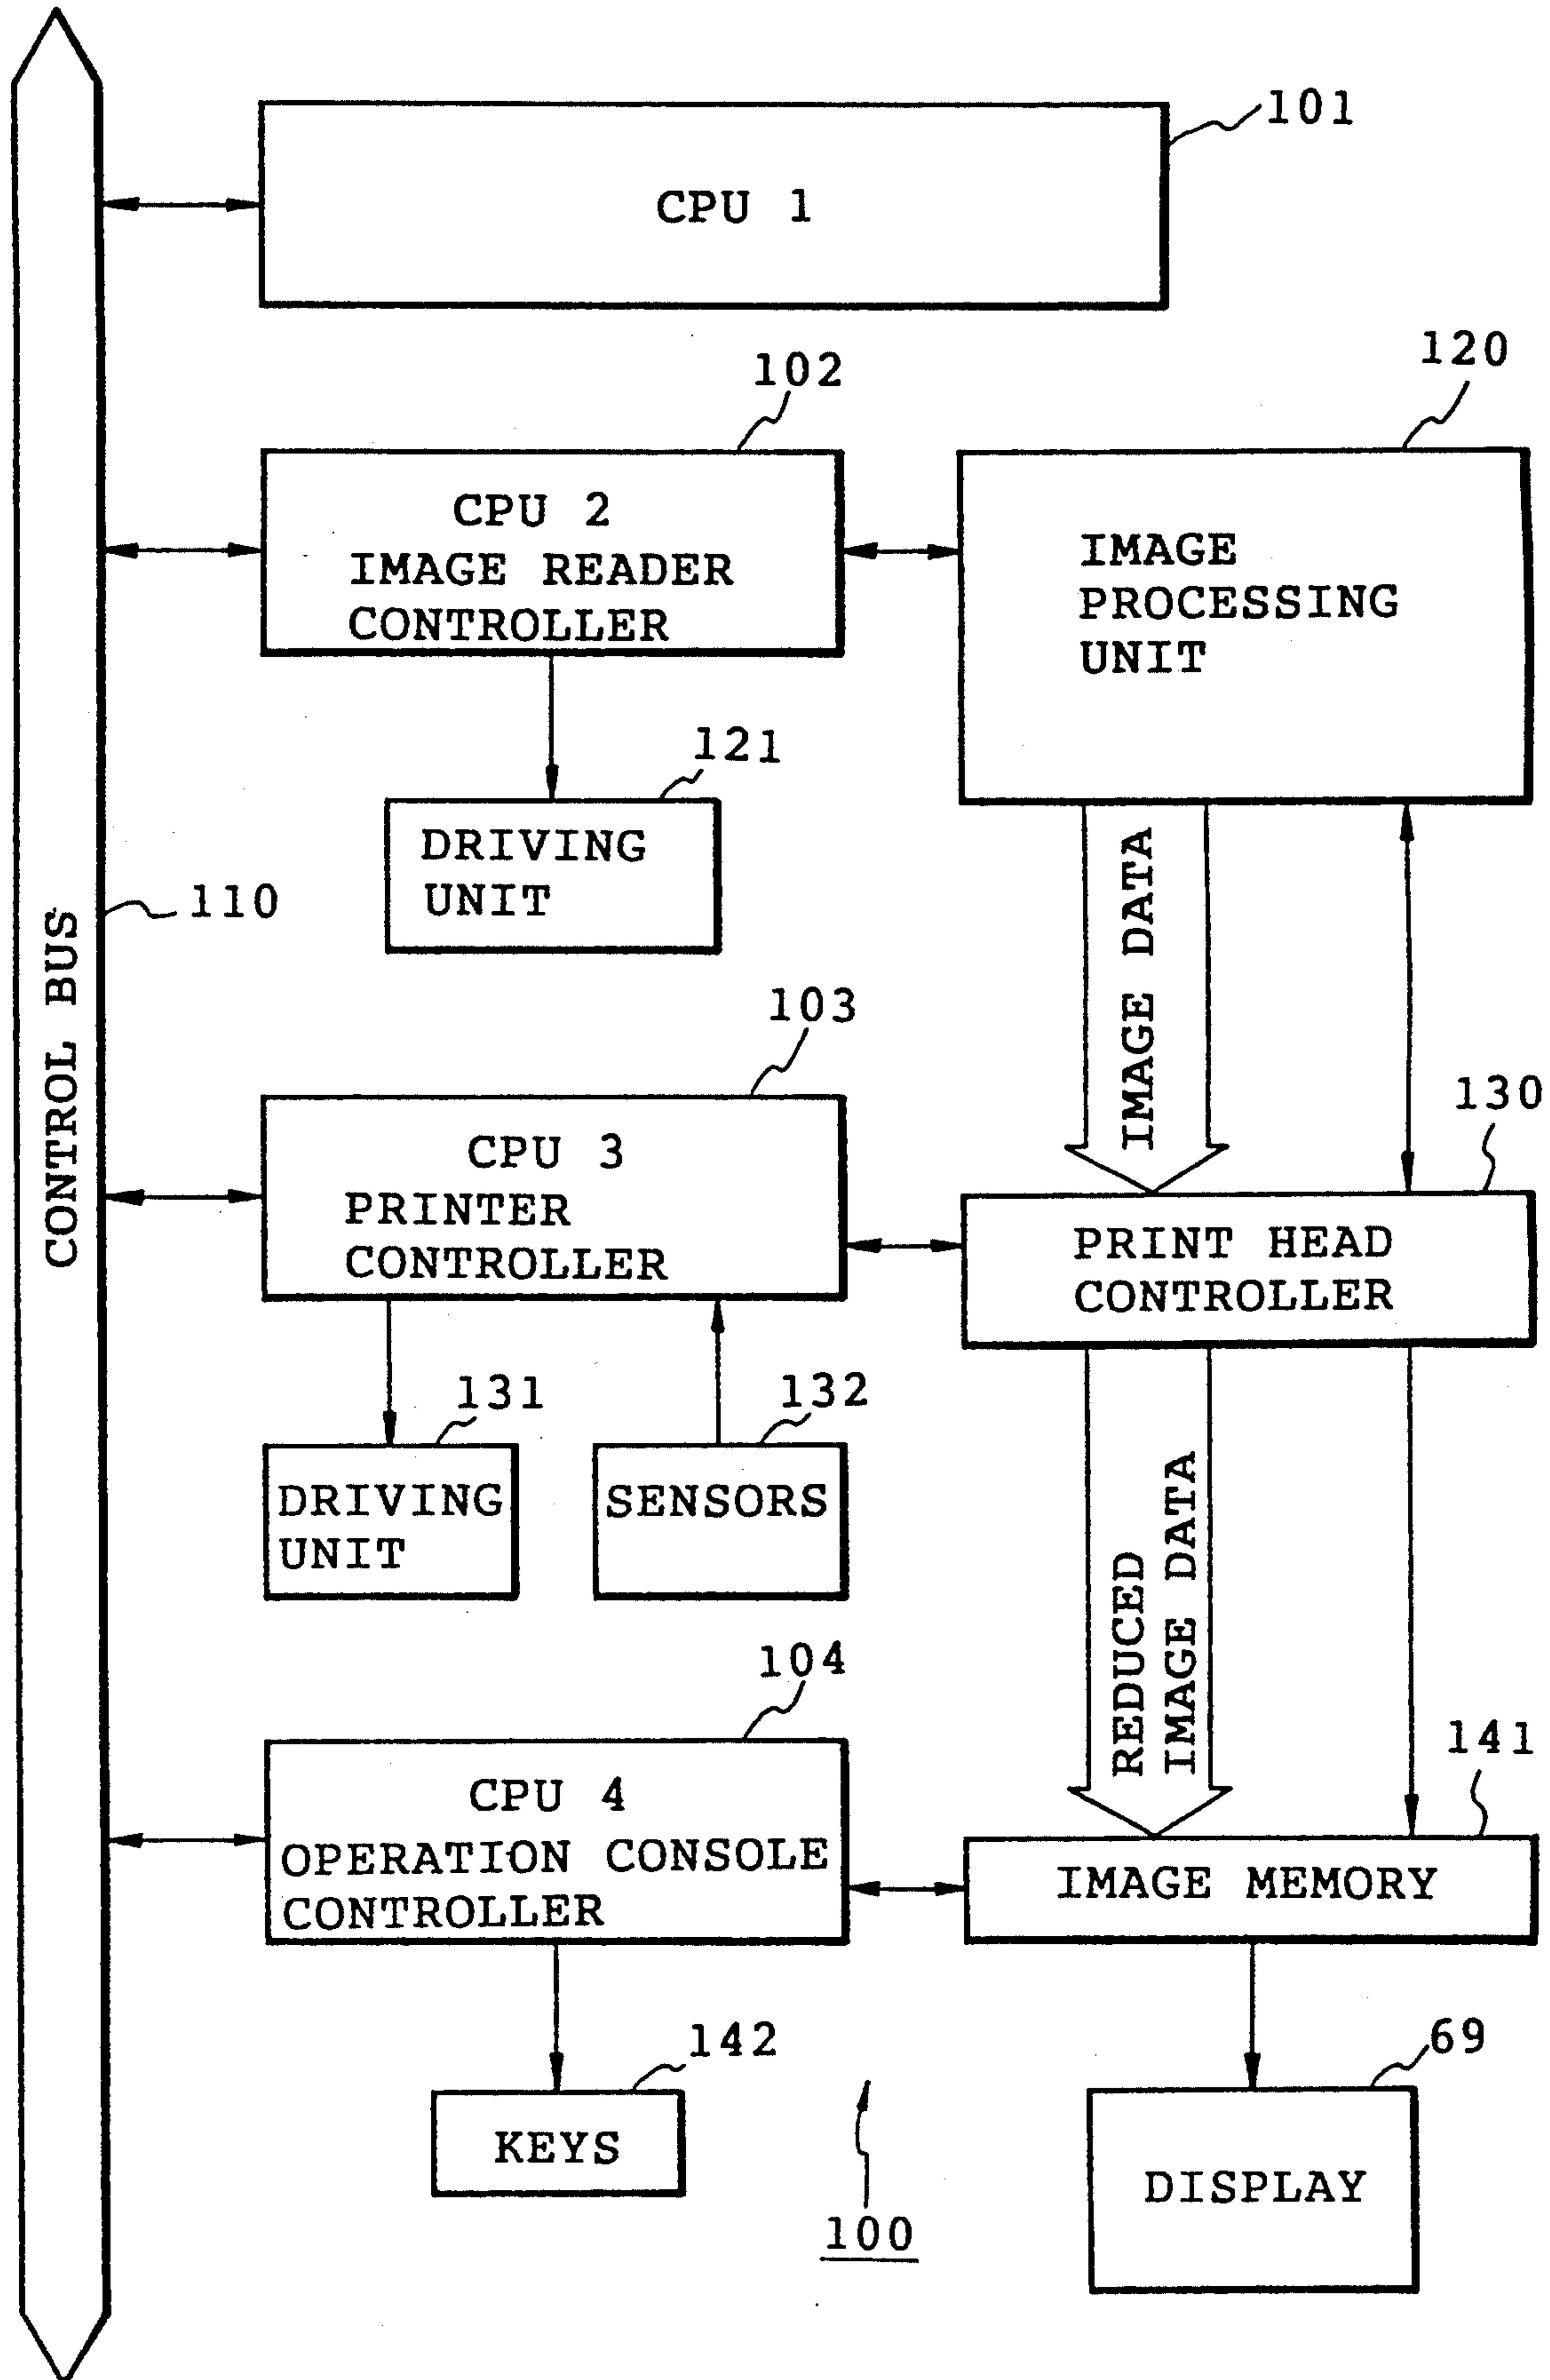 101
CPU 1
102
120
CPU 2
IMAGE READER
CONTROLLER
IMAGE
PROCESSING
UNIT
121
DRIVING
UNIT
IMAGE DATA
110
CONTROL BUS
103
130
CPU 3
PRINTER
CONTROLLER
PRINT HEAD
CONTROLLER
131
132
DRIVING
UNIT
SENSORS
REDUCED
IMAGE DATA
104
141
CPU 4
OPERATION CONSOLE
CONTROLLER
IMAGE MEMORY
142
69
KEYS
DISPLAY
100